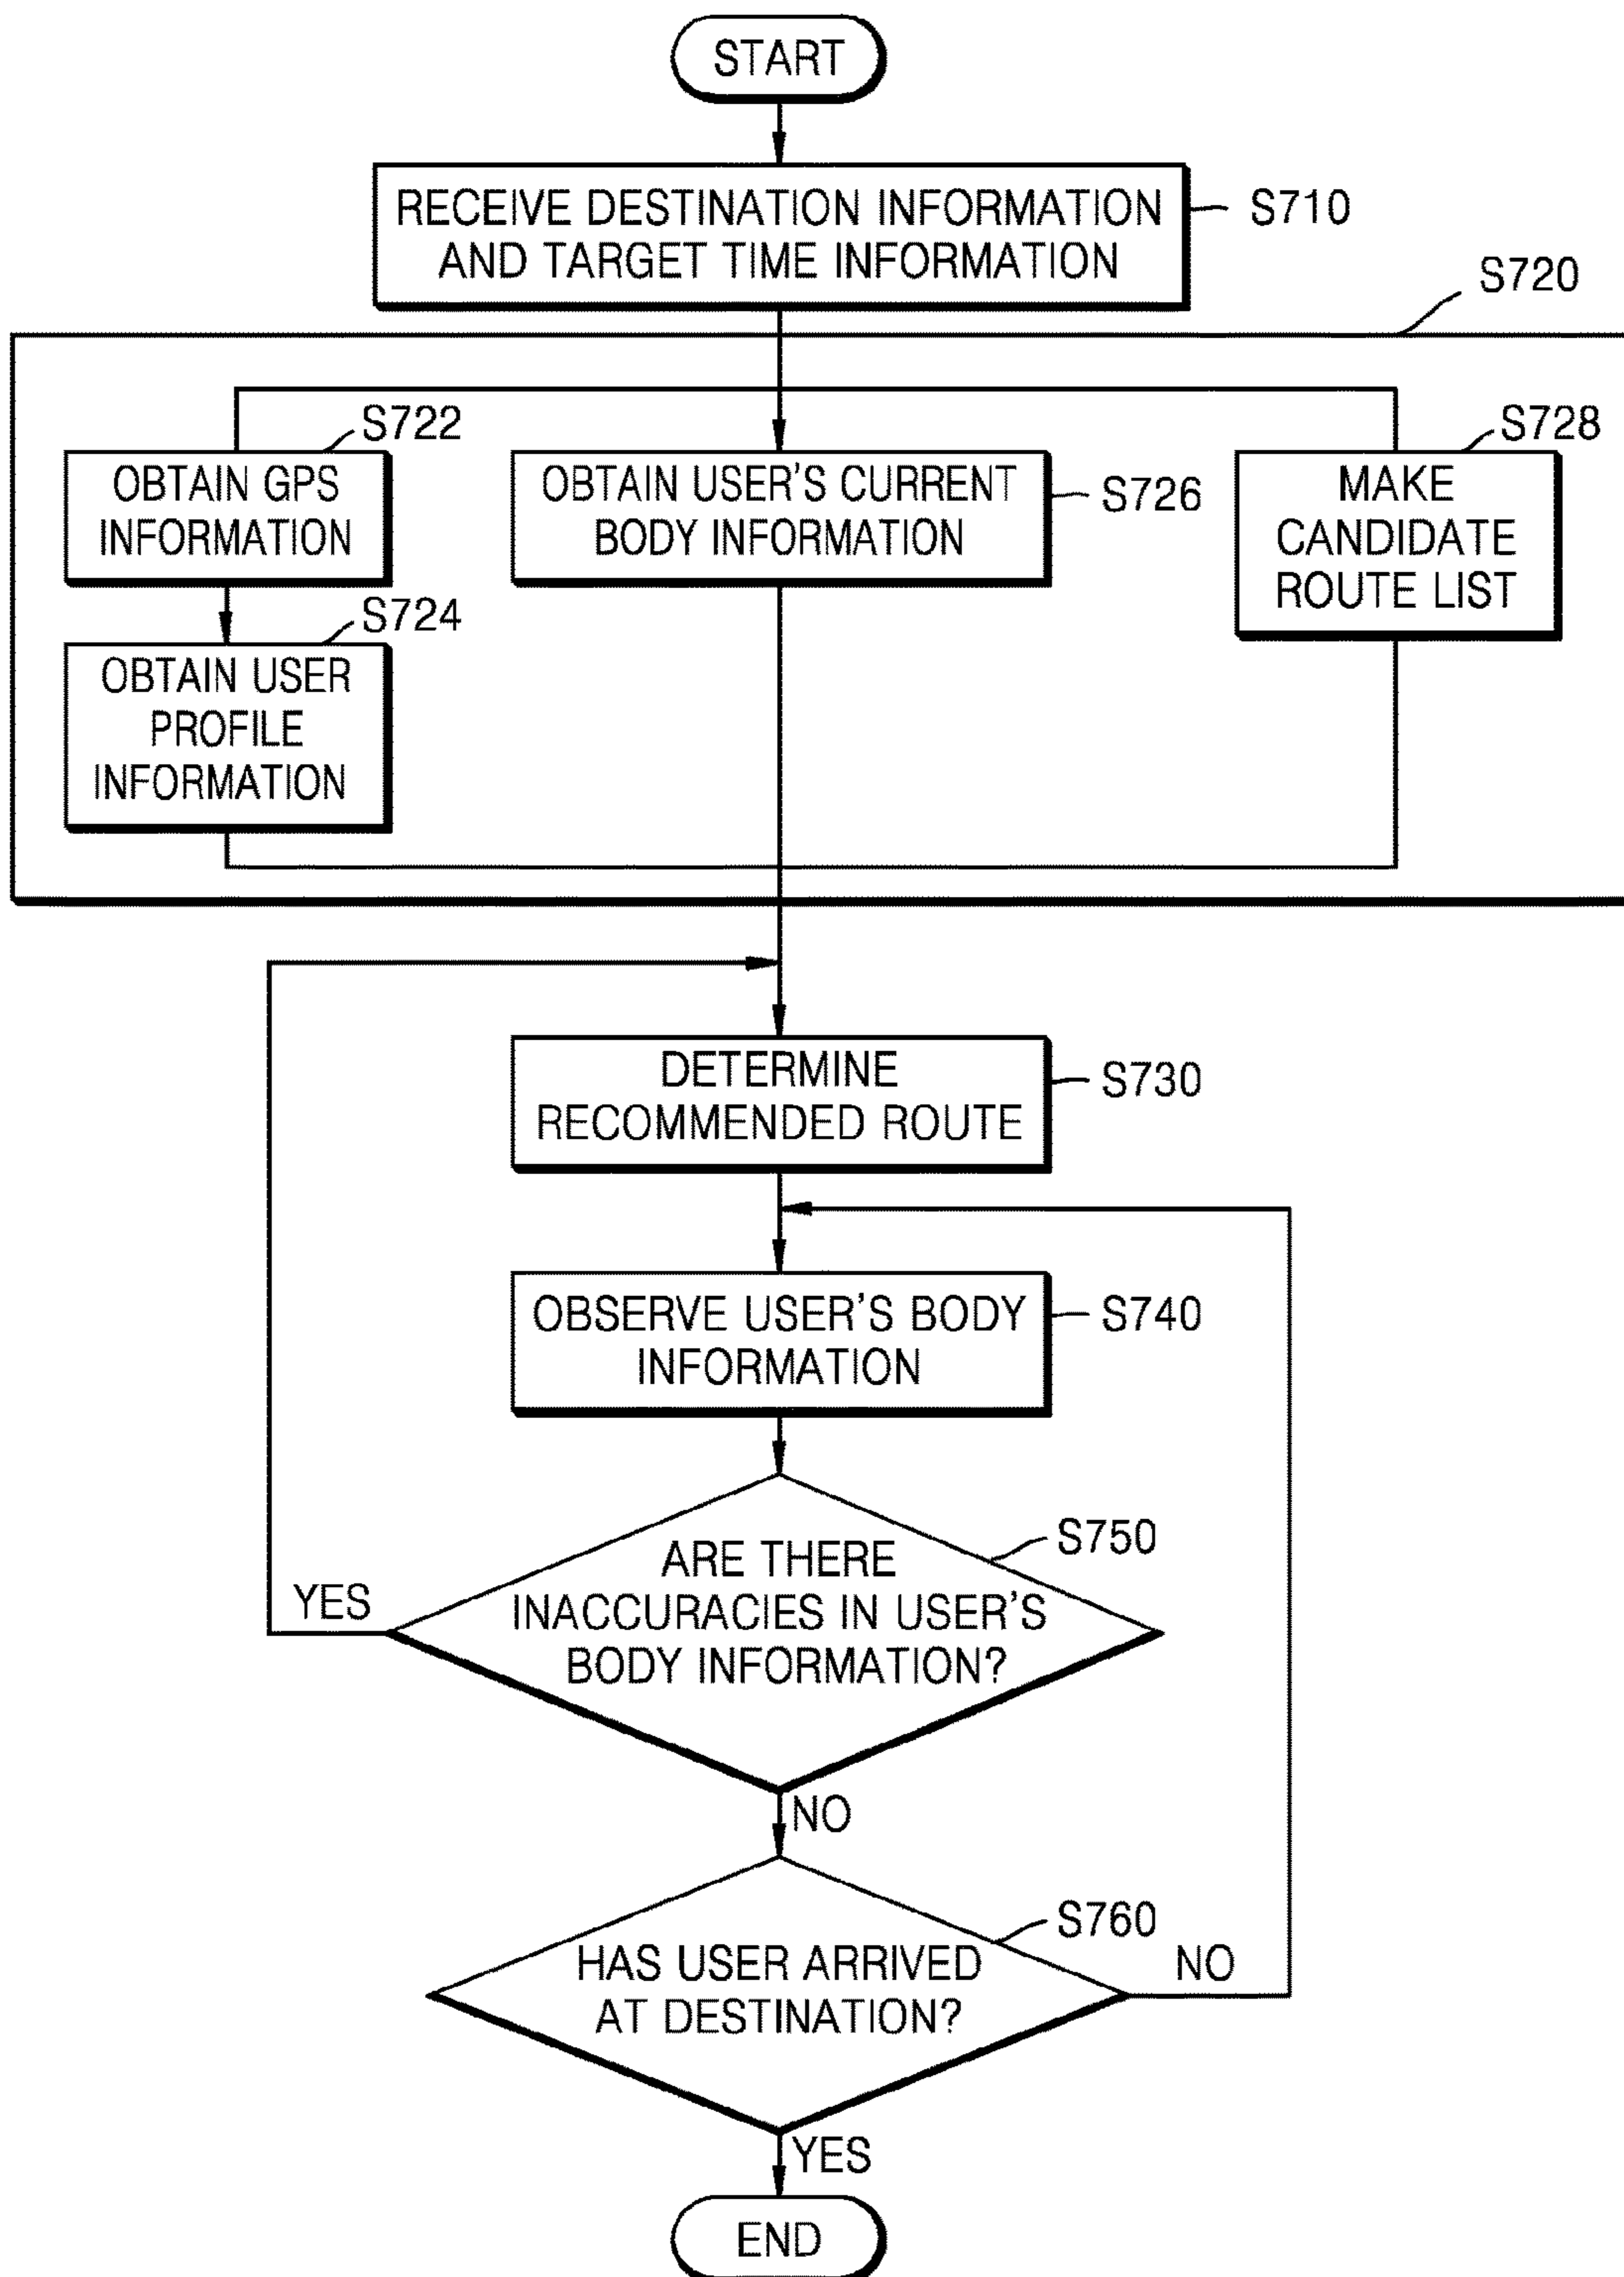 START
RECEIVE DESTINATION INFORMATION
AND TARGET TIME INFORMATION
S710
S720
S722
OBTAIN GPS
INFORMATION
S724
OBTAIN USER
PROFILE
INFORMATION
OBTAIN USER'S CURRENT
BODY INFORMATION
S726
S728
MAKE
CANDIDATE
ROUTE LIST
DETERMINE
RECOMMENDED ROUTE
S730
OBSERVE USER'S BODY
INFORMATION
S740
ARE THERE
INACCURACIES IN USER'S
BODY INFORMATION?
S750
YES
NO
HAS USER ARRIVED
AT DESTINATION?
S760
NO
YES
END